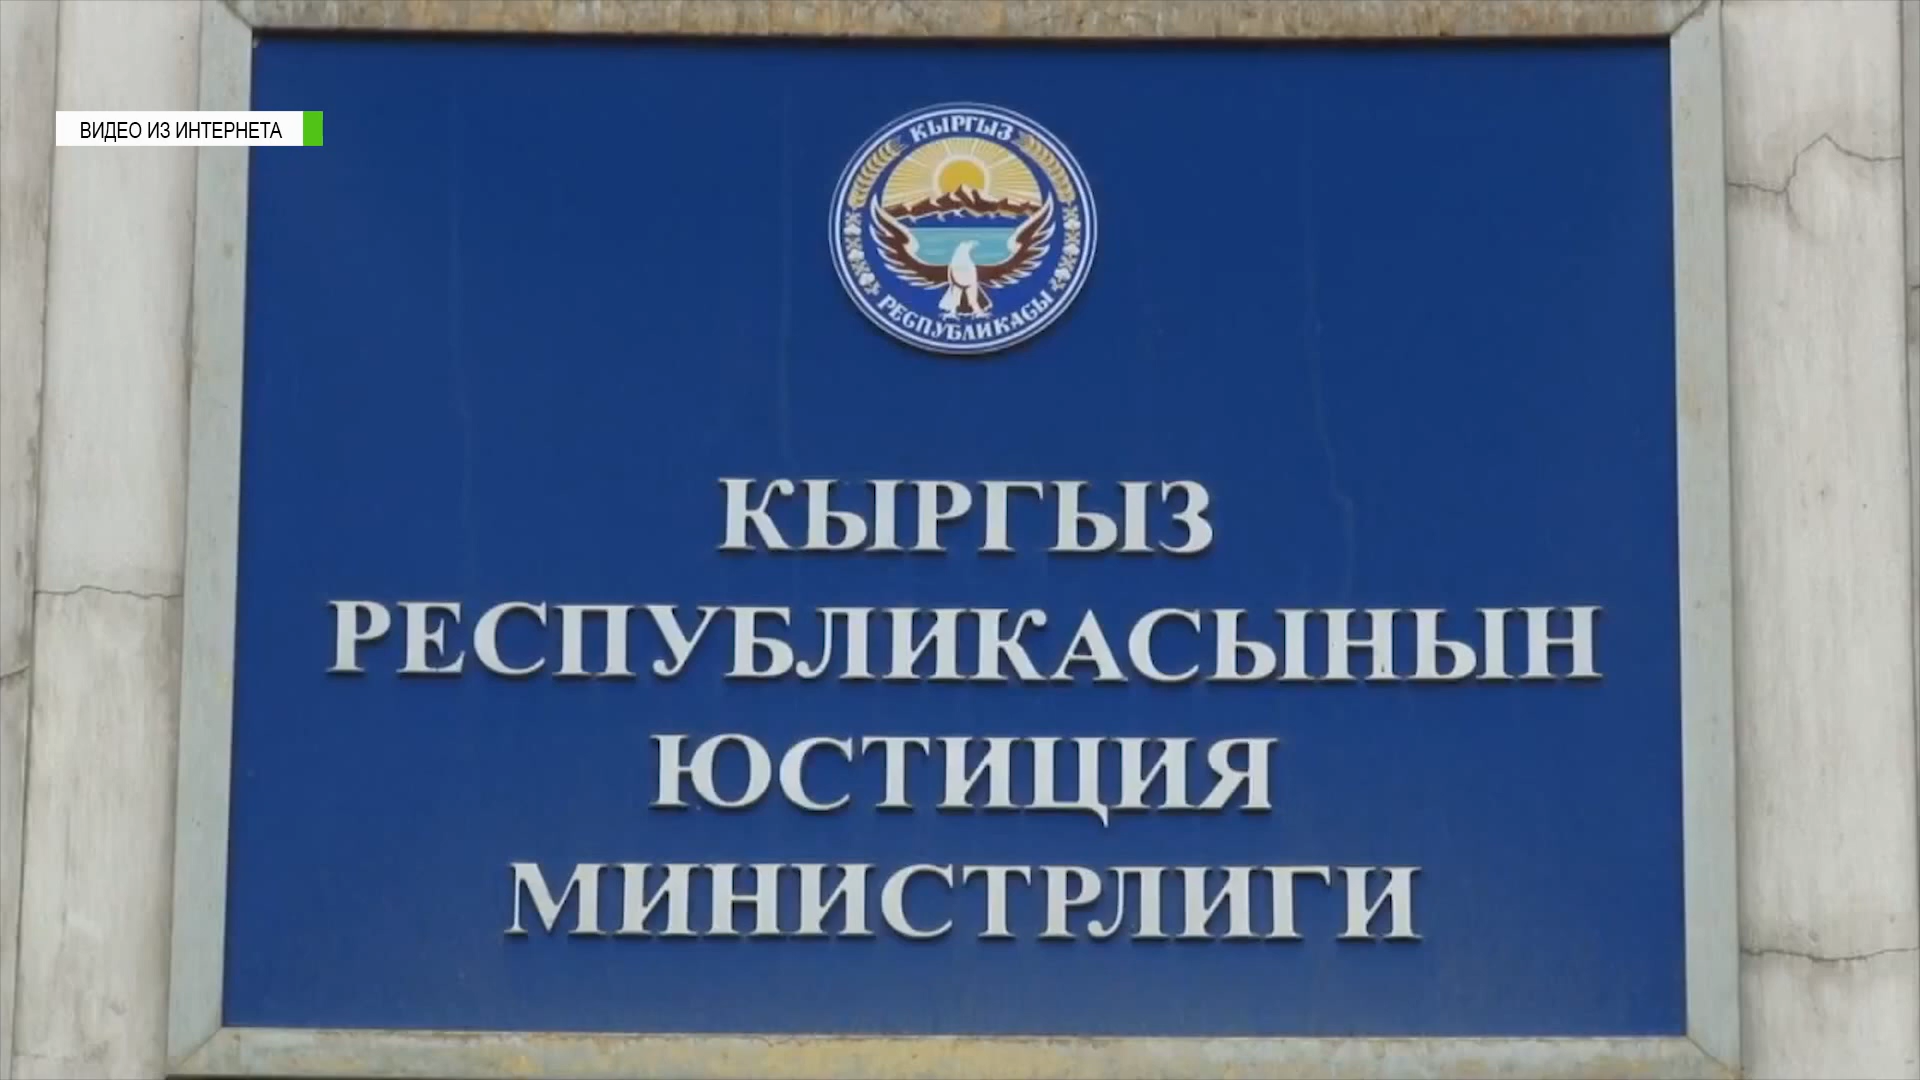 ВИДЕО ИЗ ИНТЕРНЕТА
КЫРГЫЗ
РЕСПУБЛИКАСЫ
КЫРГЫЗ
РЕСПУБЛИКАСЫНЫН
ЮСТИЦИЯ
МИНИСТРЛИГИ